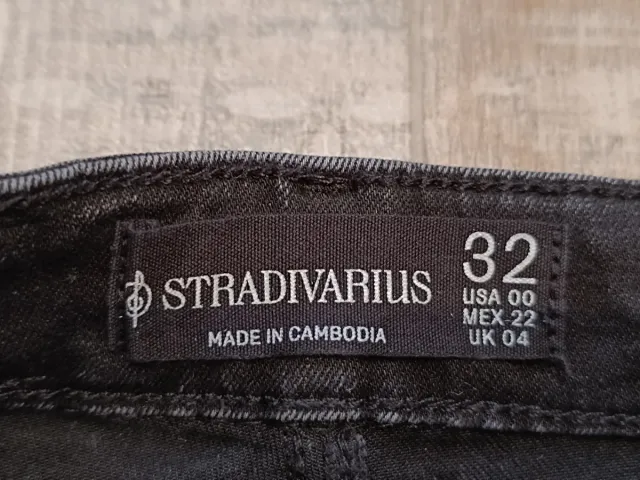 STRADIVARIUS
MADE IN CAMBODIA
32
USA 00
MEX 22
UK 04